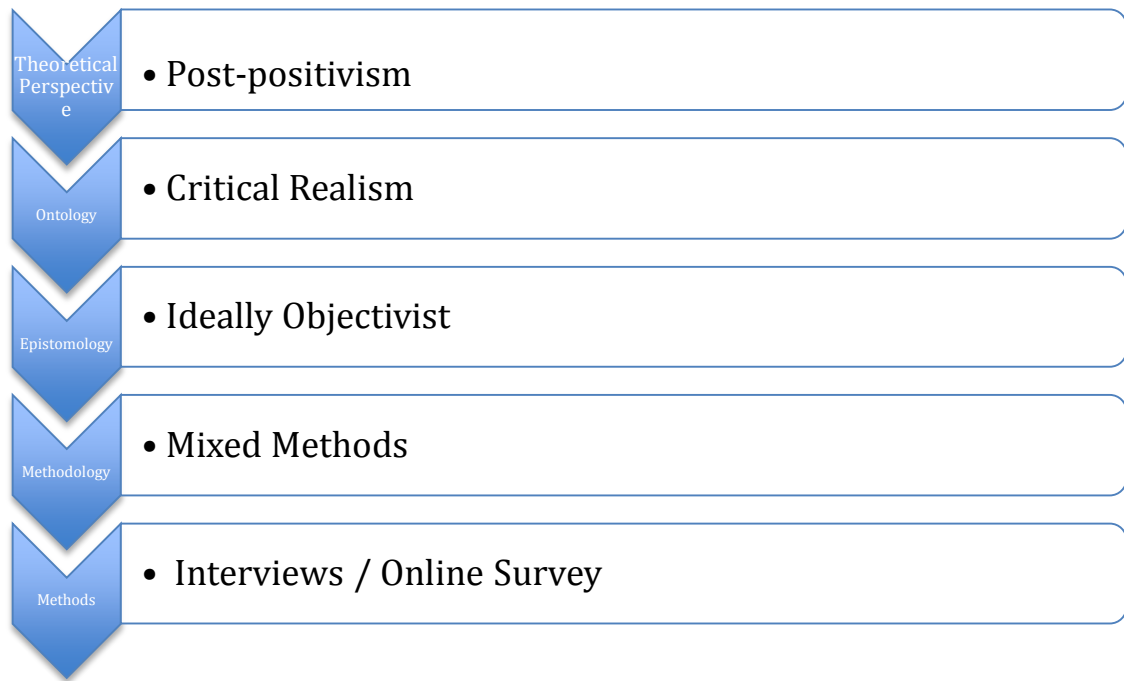 Theoretical
Perspectiv
e
• Post-positivism
Ontology
• Critical Realism
Epistomology
• Ideally Objectivist
Methodology
• Mixed Methods
Methods
• Interviews / Online Survey